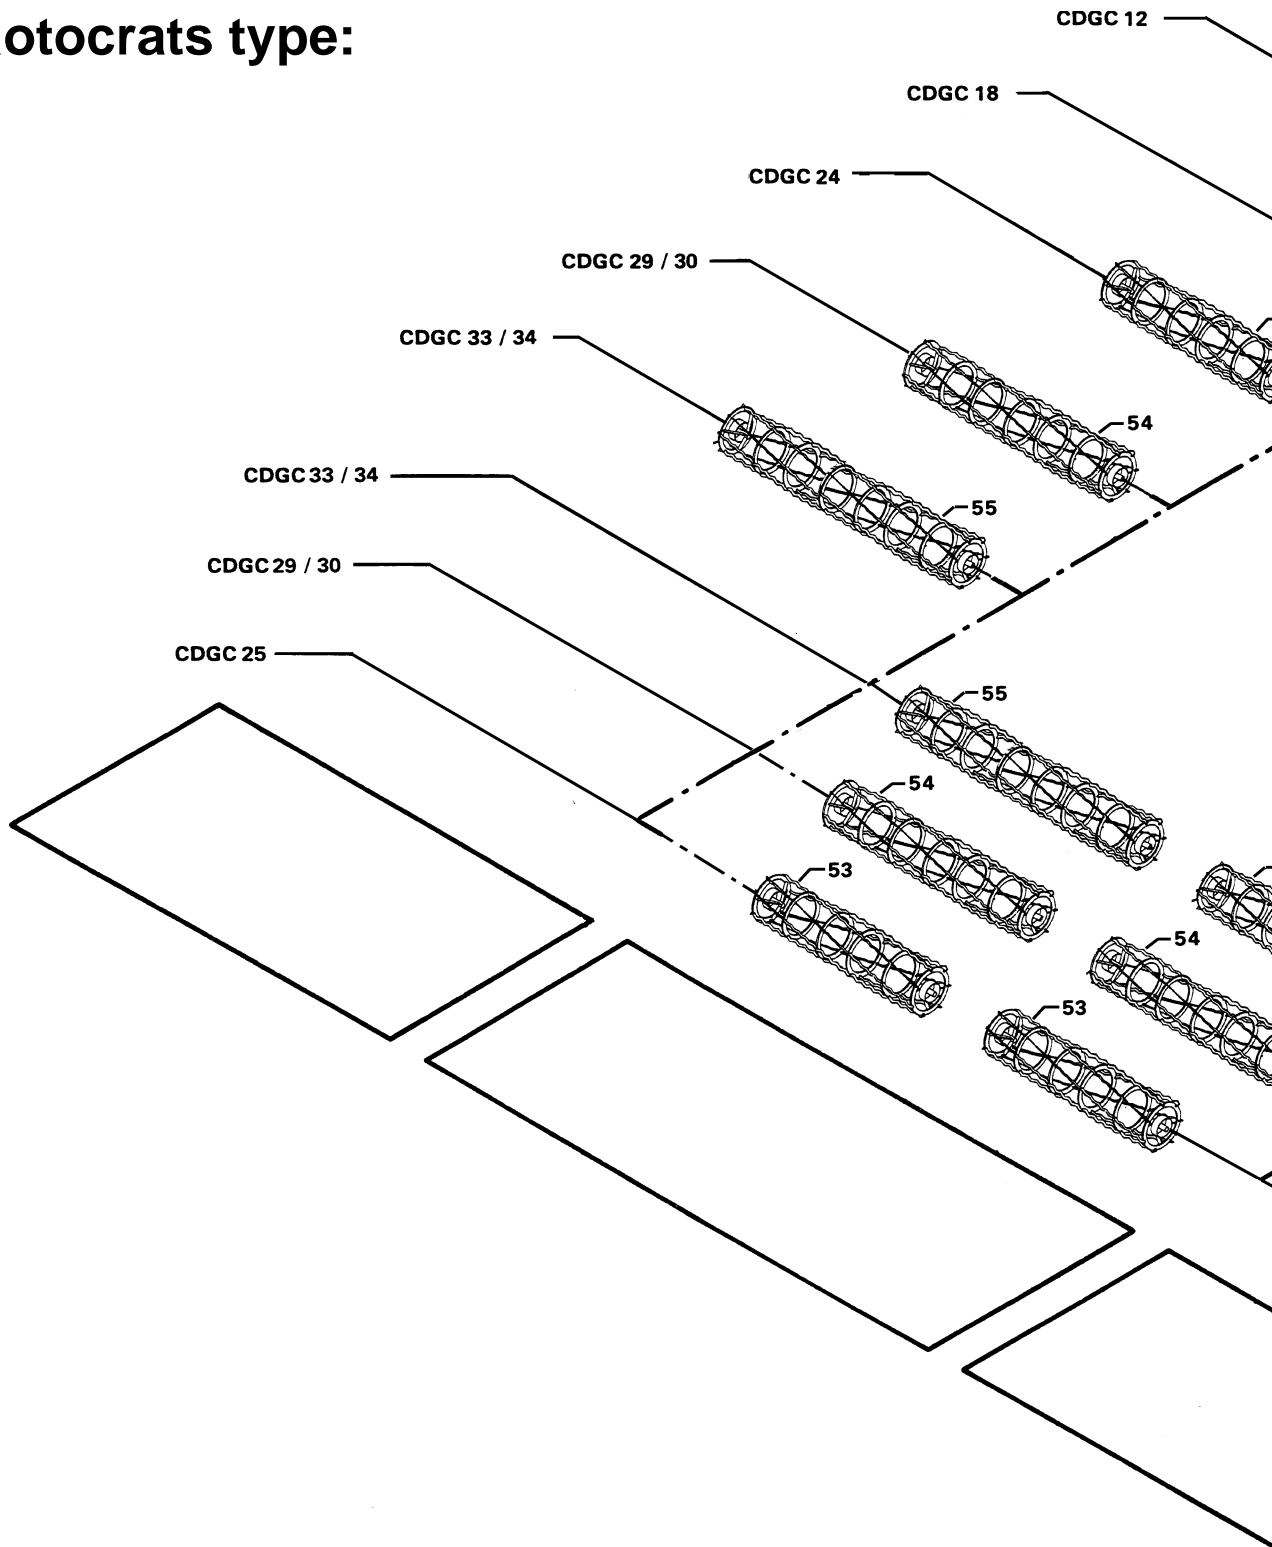 otocrats type:
CDGC 12
CDGC 18
CDGC 24
CDGC 29 / 30
CDGC 33 / 34
54
CDGC 33 / 34
55
CDGC 29 / 30
CDGC 25
55
54
53
54
53